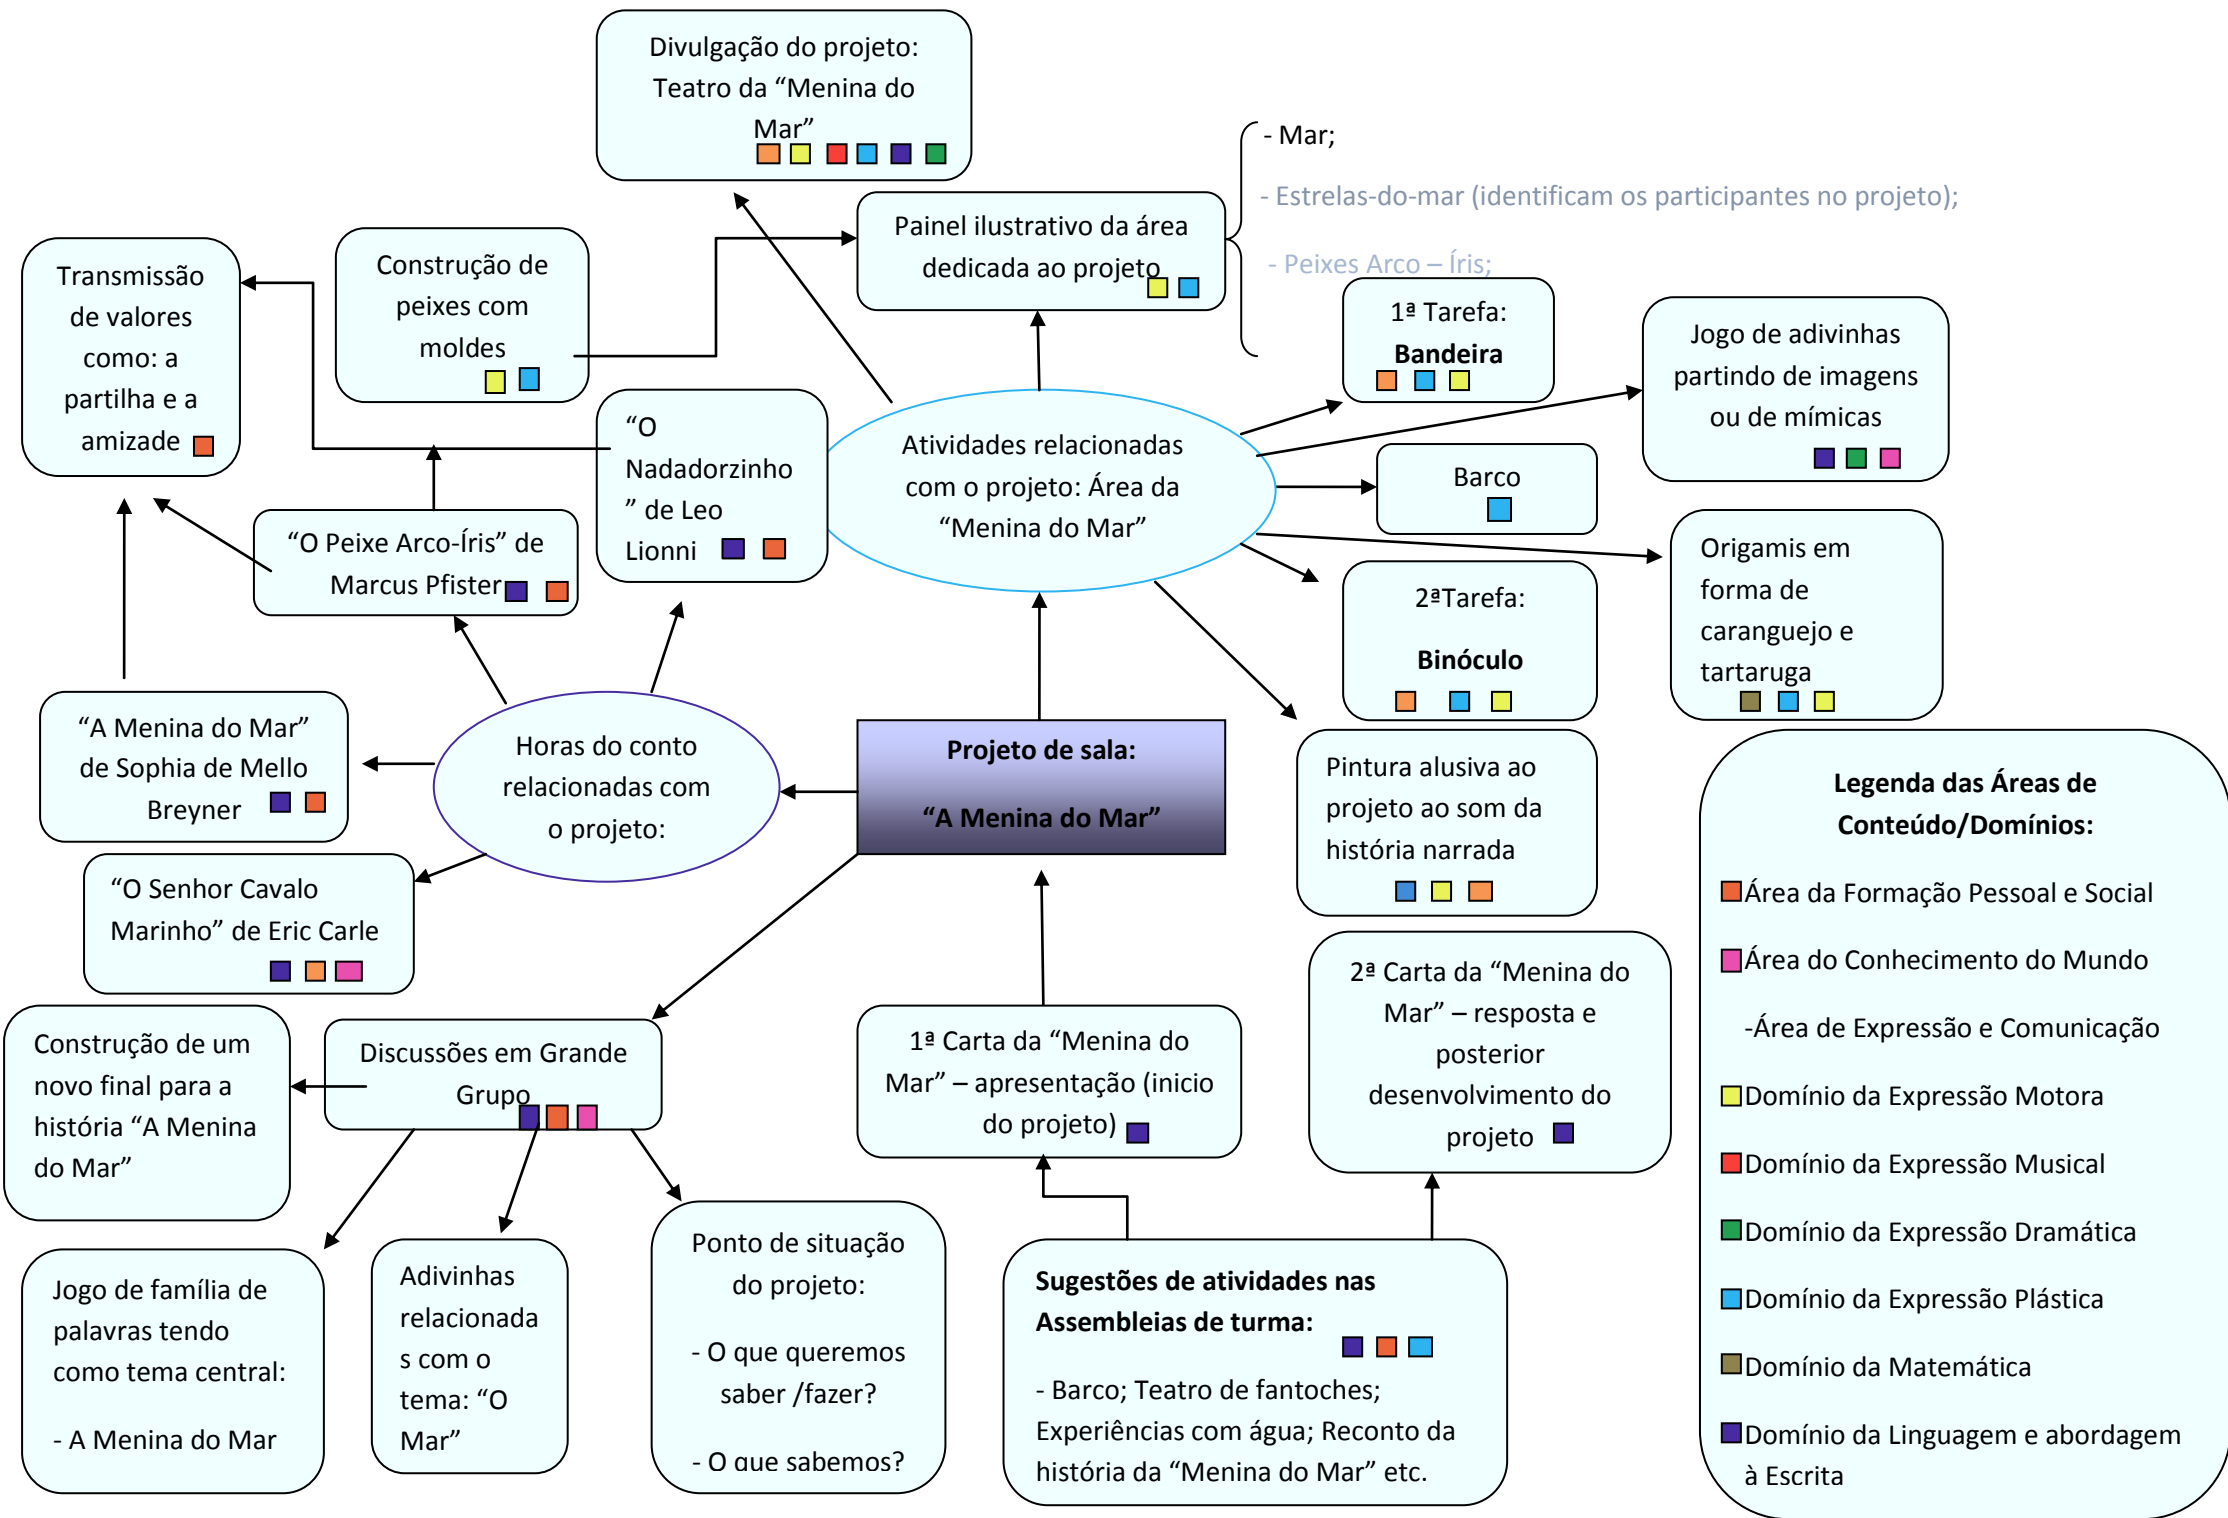 Divulgação do projeto:
Teatro da “Menina do
Mar”
- Mar;
- Estrelas-do-mar (identificam os participantes no projeto);
- Peixes Arco – Íris;
Painel ilustrativo da área
dedicada ao projeto
Construção de
peixes com
moldes
Transmissão
de valores
como: a
partilha e a
amizade
1ª Tarefa:
Bandeira
Jogo de adivinhas
partindo de imagens
ou de mímicas
“O
Nadadorzinho
” de Leo
Lionni
Atividades relacionadas
com o projeto: Área da
“Menina do Mar”
Barco
“O Peixe Arco-Íris” de
Marcus Pfister
Origamis em
forma de
caranguejo e
tartaruga
2ªTarefa:
Binóculo
“A Menina do Mar”
de Sophia de Mello
Breyner
Horas do conto
relacionadas com
o projeto:
Projeto de sala:
“A Menina do Mar”
Pintura alusiva ao
projeto ao som da
história narrada
“O Senhor Cavalo
Marinho” de Eric Carle
Construção de um
novo final para a
história “A Menina
do Mar”
Discussões em Grande
Grupo
1ª Carta da “Menina do
Mar” – apresentação (inicio
do projeto)
2ª Carta da “Menina do
Mar” – resposta e
posterior
desenvolvimento do
projeto
Jogo de família de
palavras tendo
como tema central:
- A Menina do Mar
Adivinhas
relacionada
s com o
tema: “O
Mar”
Ponto de situação
do projeto:
- O que queremos
saber /fazer?
- O que sabemos?
Sugestões de atividades nas
Assembleias de turma:
- Barco; Teatro de fantoches;
Experiências com água; Reconto da
história da “Menina do Mar” etc.
Legenda das Áreas de
Conteúdo/Domínios:
Área da Formação Pessoal e Social
Área do Conhecimento do Mundo
-Área de Expressão e Comunicação
Domínio da Expressão Motora
Domínio da Expressão Musical
Domínio da Expressão Dramática
Domínio da Expressão Plástica
Domínio da Matemática
Domínio da Linguagem e abordagem
à Escrita